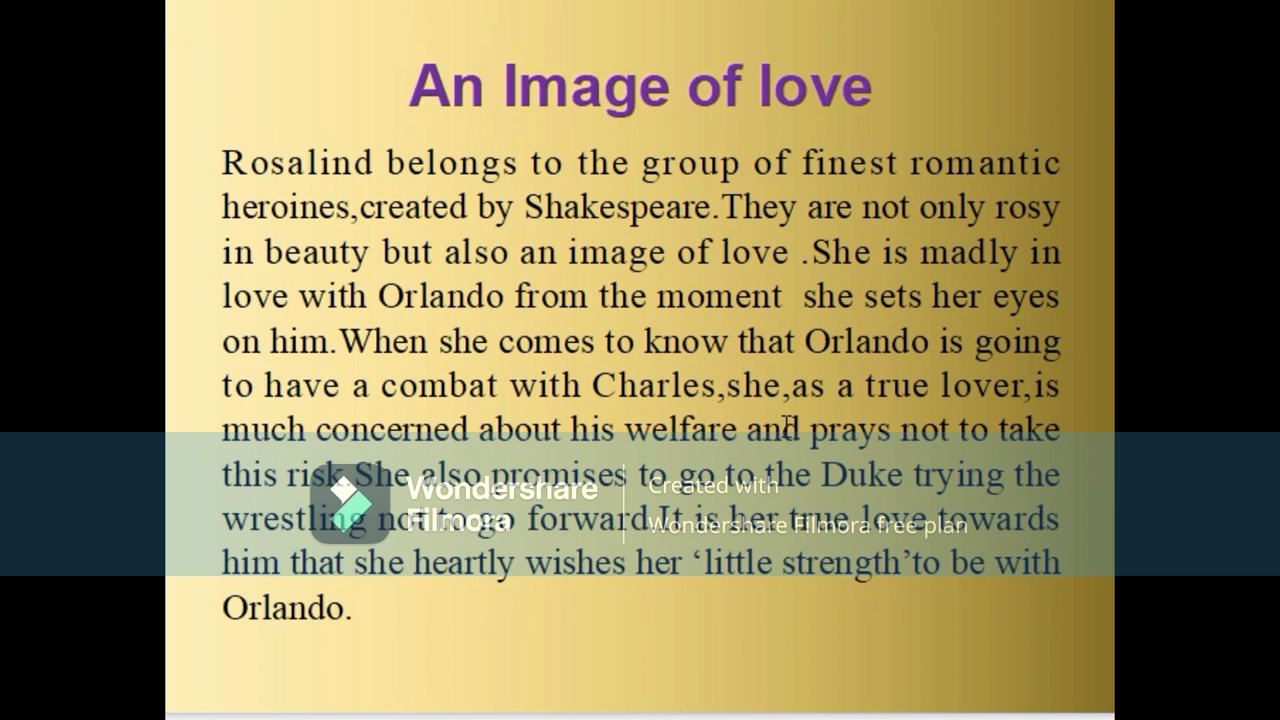 An Image of love
Rosalind belongs to the group of finest romantic
heroines,created by Shakespeare.They are not only rosy
in beauty but also an image of love .She is madly in
love with Orlando from the moment she sets her eyes
on him.When she comes to know that Orlando is going
to have a combat with Charles,she,as a true lover,is
much concerned about his welfare and prays not to take
this risk.She also promises to go to the Duke trying the
wrestling not to go forward.It is her true love towards
him that she heartly wishes her ‘little strength’to be with
Orlando.
Wondershare
Filmora
Created with
Wondershare Filmora free plan